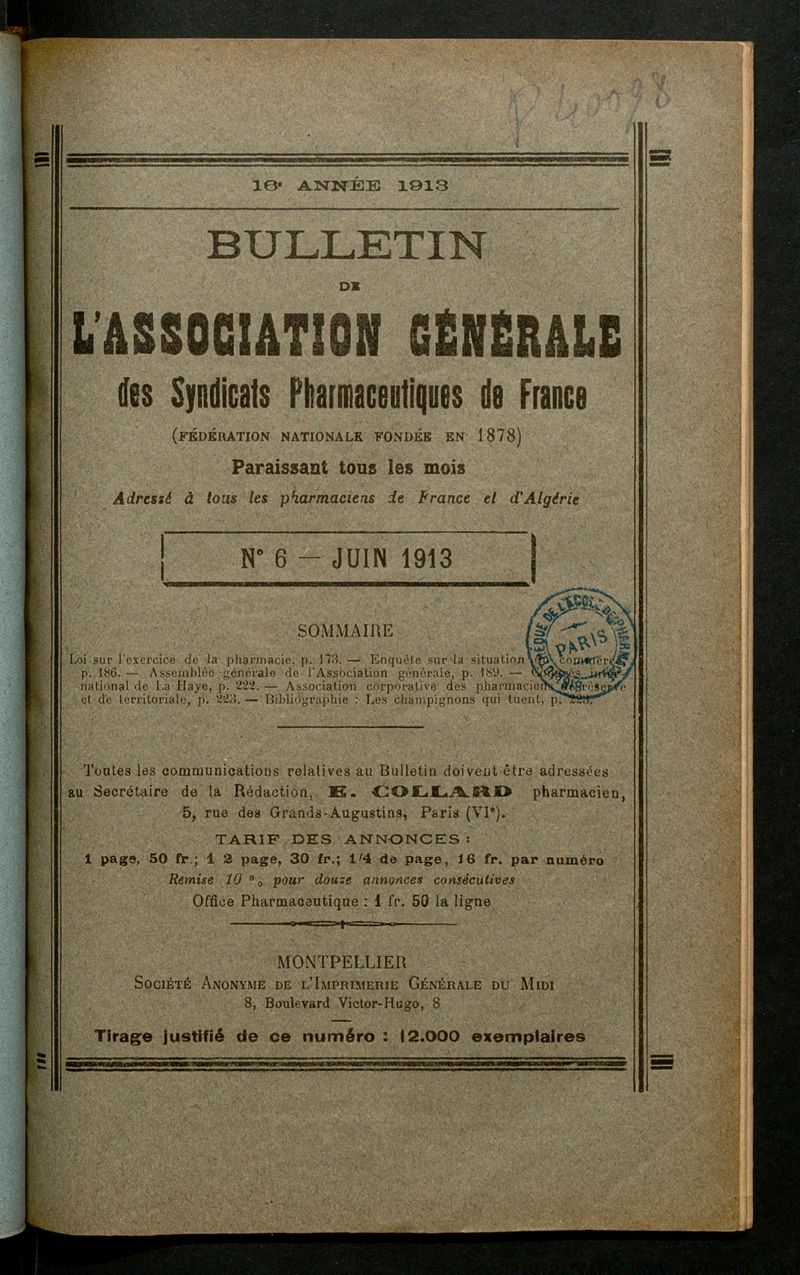 P 40098
16e ANNÉE 1913
BULLETIN
DE
L'ASSOCIATION GÉNÉRALE
des Syndicats Pharmaceutiques de France
(FÉDÉRATION NATIONALE FONDÉE EN 1878)
Paraissant tous les mois
Adressé à tous les pharmaciens de France et d'Algérie
N° 6 — JUIN 1913
SOMMAIRE
Loi sur l'exercice de la pharmacie, p. 173. — Enquête sur la situation
p. 186. — Assemblée générale de l'Association générale, p. 189. —
national de La Haye, p. 222. — Association corporative des pharmaciens
et de territoriale, p. 223. — Bibliographie : Les champignons qui tuent, p.
PARIS
Toutes les communications relatives au Bulletin doivent être adressées
au Secrétaire de la Rédaction, E. COLLARD pharmacien,
5, rue des Grands-Augustins, Paris (VIe).
TARIF DES ANNONCES :
1 page, 50 fr.; 1 2 page, 30 fr.; 1/4 de page, 16 fr. par numéro
Remise 10 °o pour douze annonces consécutives
Office Pharmaceutique : 1 fr. 50 la ligne
MONTPELLIER
SOCIÉTÉ ANONYME DE L'IMPRIMERIE GÉNÉRALE DU MIDI
8, Boulevard Victor-Hugo, 8
Tirage justifié de ce numéro : 12.000 exemplaires